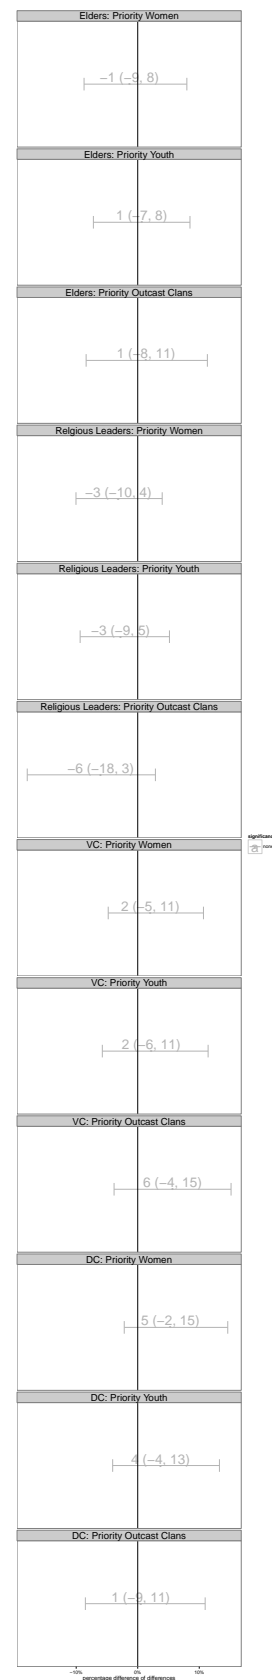 Elders: Priority Women
−1 (−9, 8)
Elders: Priority Youth
1 (−7, 8)
Elders: Priority Outcast Clans
1 (−8, 11)
Relgious Leaders: Priority Women
−3 (−10, 4)
Religious Leaders: Priority Youth
−3 (−9, 5)
Religious Leaders: Priority Outcast Clans
−6 (−18, 3)
significance
a none
VC: Priority Women
2 (−5, 11)
VC: Priority Youth
2 (−6, 11)
VC: Priority Outcast Clans
6 (−4, 15)
DC: Priority Women
5 (−2, 15)
DC: Priority Youth
4 (−4, 13)
DC: Priority Outcast Clans
1 (−9, 11)
−10% 0% 10%
percentage difference of differences